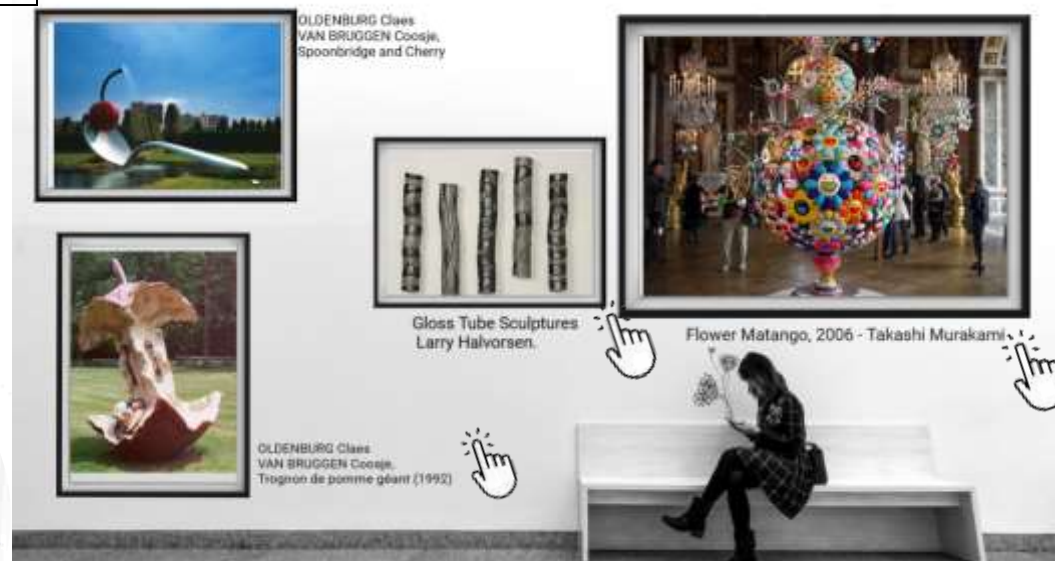 OLDENBURG Claes
VAN BRUGGEN Coosje,
Spoonbridge and Cherry
Gloss Tube Sculptures
Larry Halvorsen.
Flower Matango, 2006 - Takashi Murakami
OLDENBURG Claes
VAN BRUGGEN Coosje,
Trognon de pomme géant (1992)